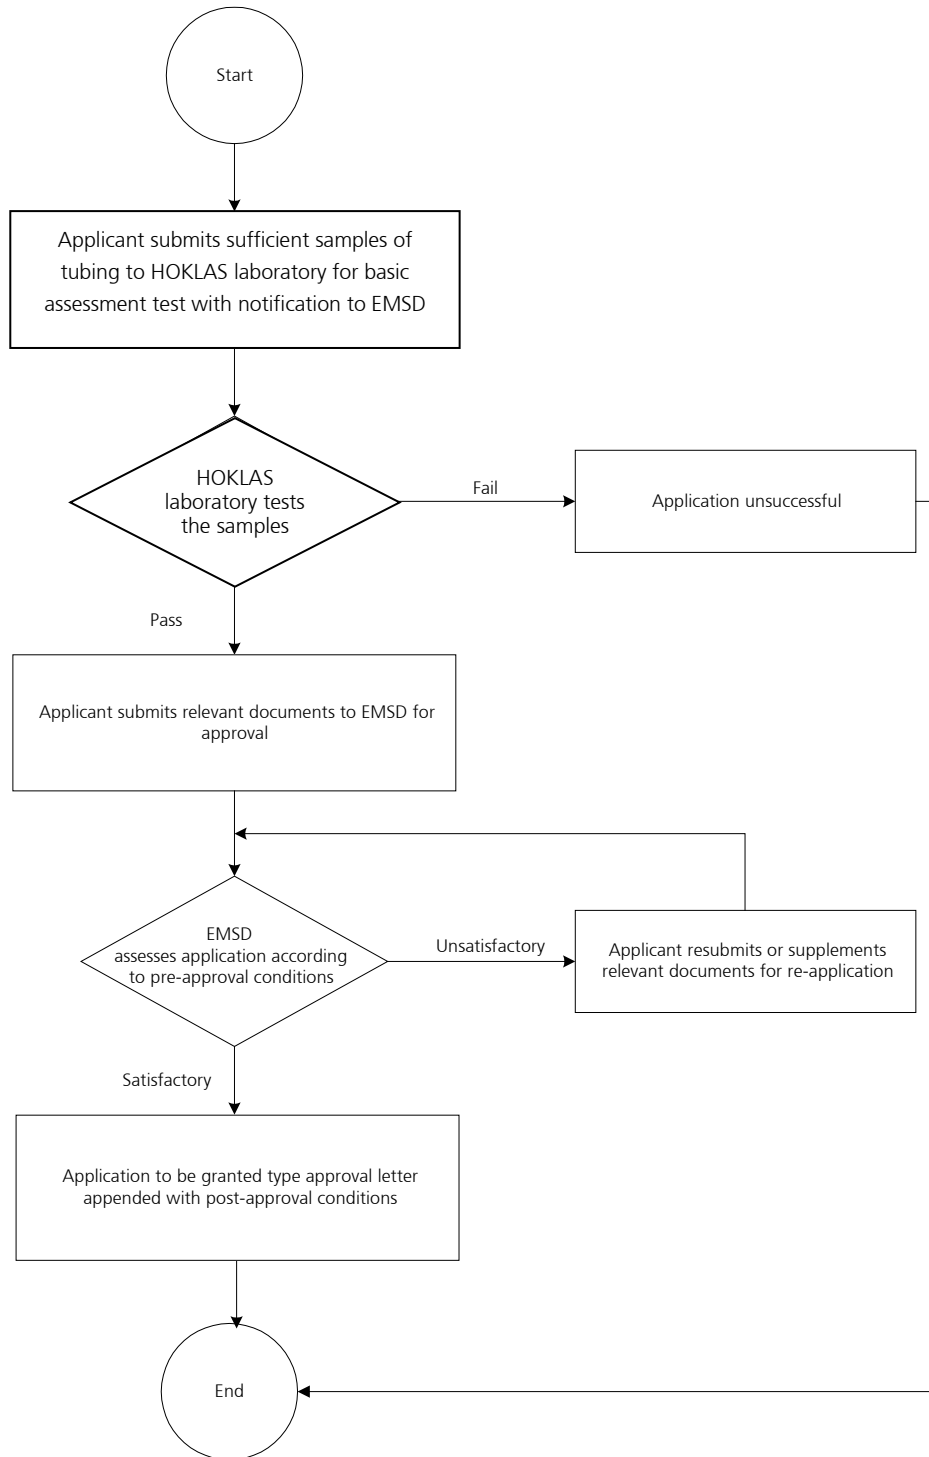 Start
Applicant submits sufficient samples of
tubing to HOKLAS laboratory for basic
assessment test with notification to EMSD
HOKLAS
laboratory tests
the samples
Fail
Application unsuccessful
Pass
Applicant submits relevant documents to EMSD for
approval
EMSD
assesses application according
to pre-approval conditions
Unsatisfactory
Applicant resubmits or supplements
relevant documents for re-application
Satisfactory
Application to be granted type approval letter
appended with post-approval conditions
End